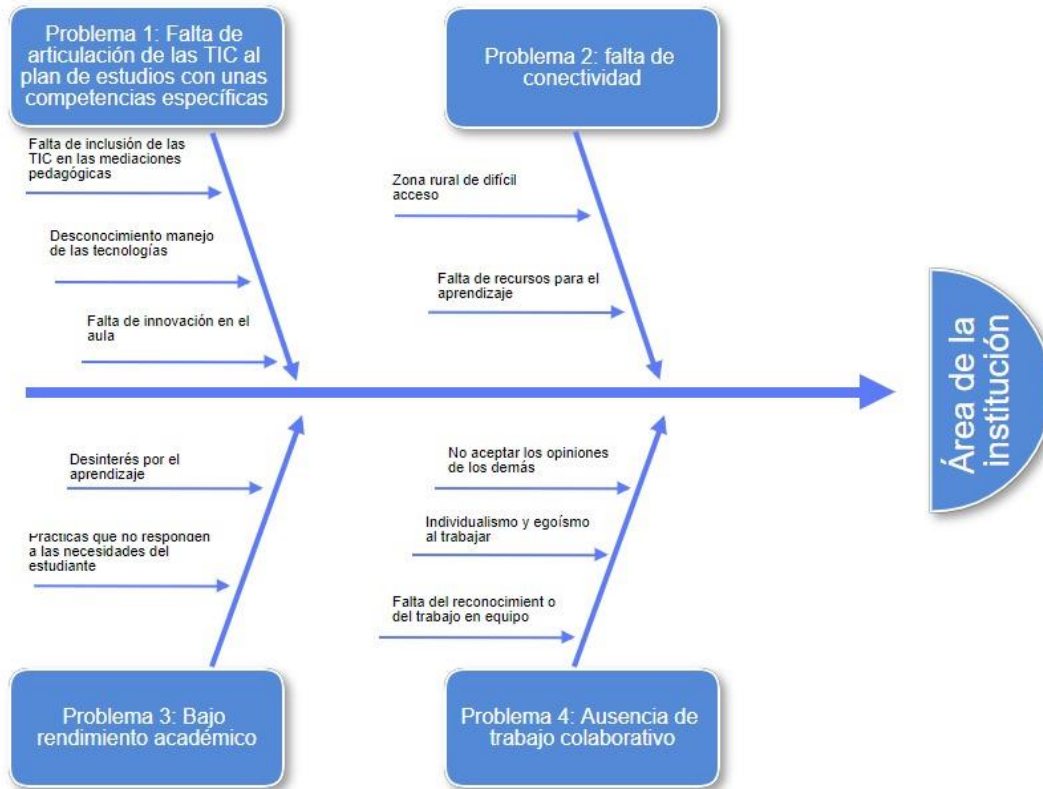 Problema 1: Falta de
articulación de las TIC al
plan de estudios con unas
competencias específicas
Problema 2: falta de
conectividad
Falta de inclusión de las
TIC en las mediaciones
pedagógicas
Desconocimiento manejo
de las tecnologías
Falta de innovación en el
aula
Zona rural de difícil
acceso
Falta de recursos para el
aprendizaje
Área de la
institución
Desinterés por el
aprendizaje
Prácticas que no responden
a las necesidades del
estudiante
No aceptar los opiniones
de los demás
Individualismo y egoísmo
al trabajar
Falta del reconocimient o
del trabajo en equipo
Problema 3: Bajo
rendimiento académico
Problema 4: Ausencia de
trabajo colaborativo